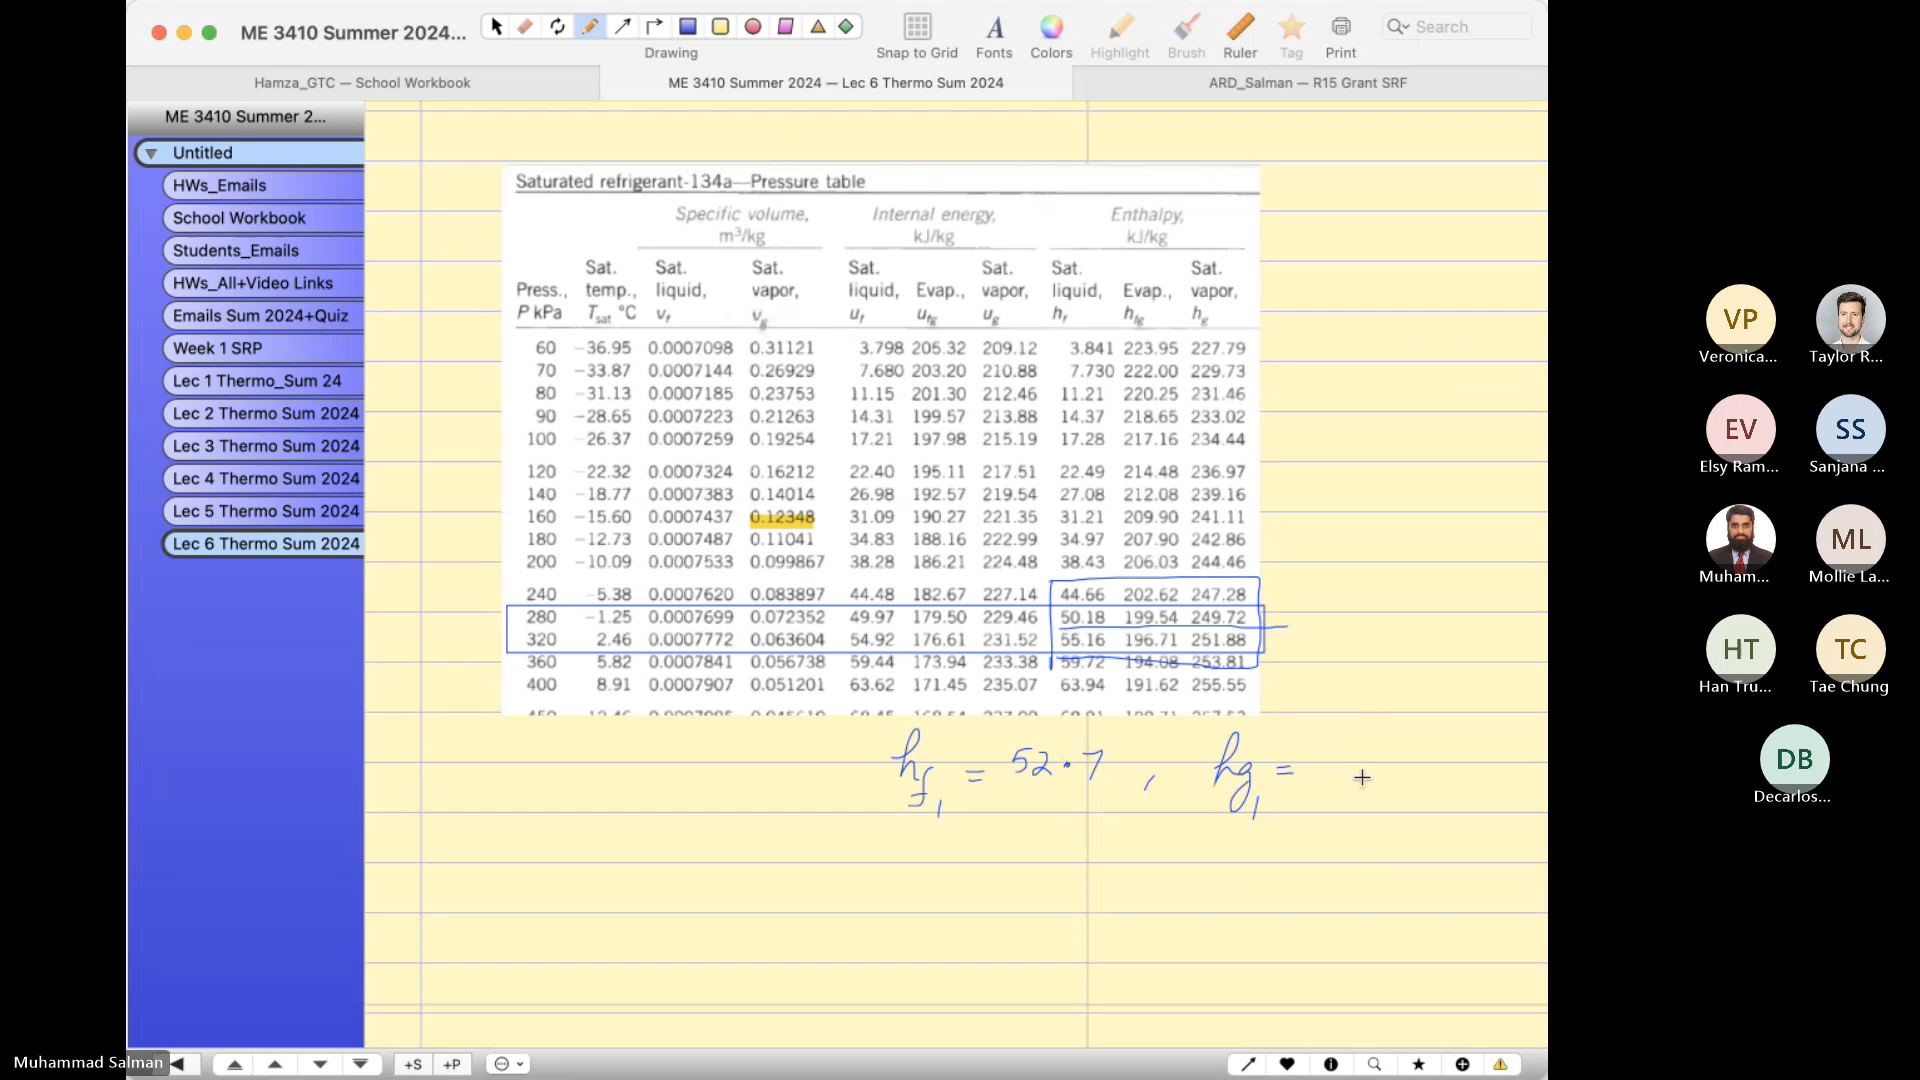 ME 3410 Summer 2024...
Drawing
Snap to Grid
Fonts
Colors
Highlight
Brush
Ruler
Tag
Print
Search
Hamza_GTC — School Workbook
ME 3410 Summer 2024 — Lec 6 Thermo Sum 2024
ARD_Salman — R15 Grant SRF
ME 3410 Summer 2...
Untitled
HWs_Emails
School Workbook
Students_Emails
HWs_All+Video Links
Emails Sum 2024+Quiz
Week 1 SRP
Lec 1 Thermo_Sum 24
Lec 2 Thermo Sum 2024
Lec 3 Thermo Sum 2024
Lec 4 Thermo Sum 2024
Lec 5 Thermo Sum 2024
Lec 6 Thermo Sum 2024
Saturated refrigerant-134a—Pressure table
Specific volume, m³/kg
Internal energy, kJ/kg
Enthalpy, kJ/kg
Press., P kPa
Sat. temp., Tsat °C
Sat. liquid, vf
Sat. vapor, vg
Sat. liquid, uf
Evap., ufg
Sat. vapor, ug
Sat. liquid, hf
Evap., hfg
Sat. vapor, hg
60 −36.95 0.0007098 0.31121 3.798 205.32 209.12 3.841 223.95 227.79
70 −33.87 0.0007144 0.26929 7.680 203.20 210.88 7.730 222.00 229.73
80 −31.13 0.0007185 0.23753 11.15 201.30 212.46 11.21 220.25 231.46
90 −28.65 0.0007223 0.21263 14.31 199.57 213.88 14.37 218.65 233.02
100 −26.37 0.0007259 0.19254 17.21 197.98 215.19 17.28 217.16 234.44
120 −22.32 0.0007324 0.16212 22.40 195.11 217.51 22.49 214.48 236.97
140 −18.77 0.0007383 0.14014 26.98 192.57 219.54 27.08 212.08 239.16
160 −15.60 0.0007437 0.12348 31.09 190.27 221.35 31.21 209.90 241.11
180 −12.73 0.0007487 0.11041 34.83 188.16 222.99 34.97 207.90 242.86
200 −10.09 0.0007533 0.099867 38.28 186.21 224.48 38.43 206.03 244.46
240 −5.38 0.0007620 0.083897 44.48 182.67 227.14 44.66 202.62 247.28
280 −1.25 0.0007699 0.072352 49.97 179.50 229.46 50.18 199.54 249.72
320 2.46 0.0007772 0.063604 54.92 176.61 231.52 55.16 196.71 251.88
360 5.82 0.0007841 0.056738 59.44 173.94 233.38 59.72 194.08 253.81
400 8.91 0.0007907 0.051201 63.62 171.45 235.07 63.94 191.62 255.55
hf1 = 52.7 , hg1 =
+S
+P
Muhammad Salman
VP
Veronica...
Taylor R...
EV
Elsy Ram...
SS
Sanjana ...
Muham...
ML
Mollie La...
HT
Han Tru...
TC
Tae Chung
DB
Decarlos...